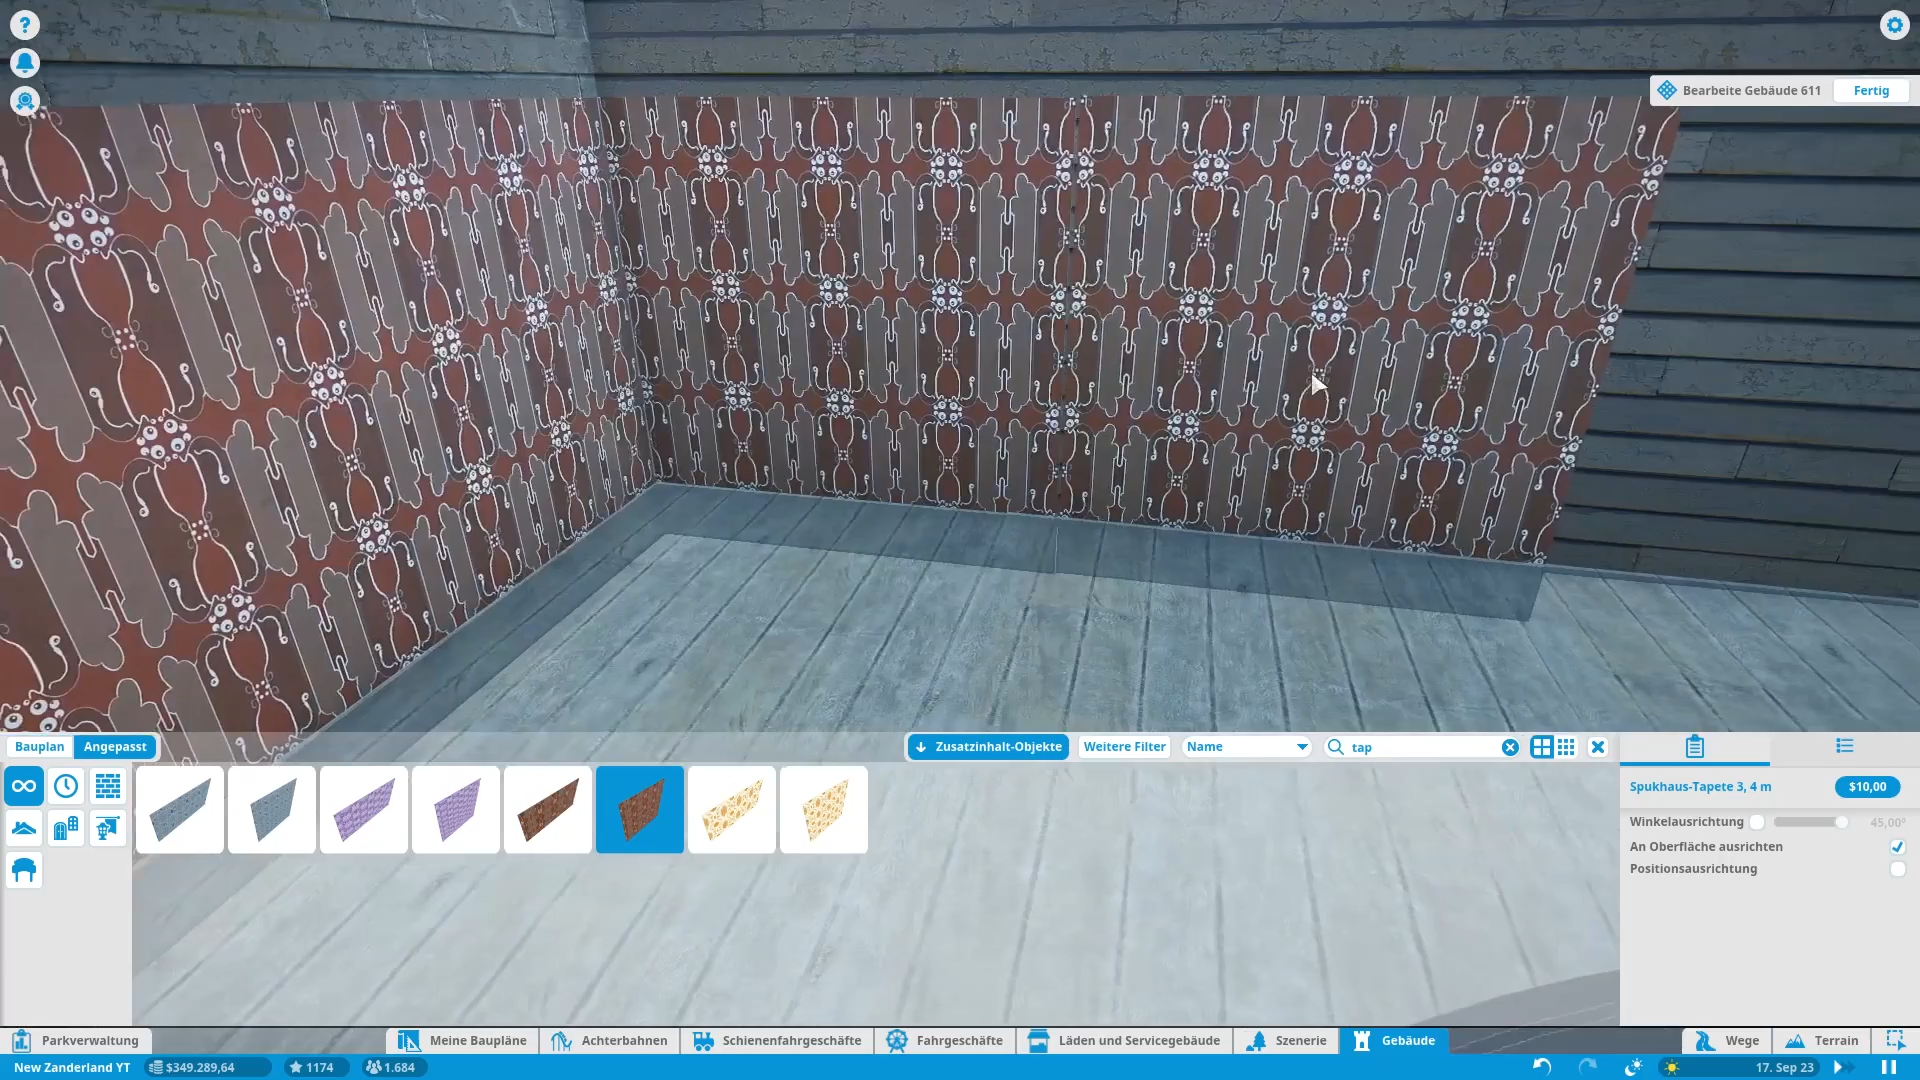 ?
Bearbeite Gebäude 611 Fertig
Bauplan Angepasst Zusatzinhalt-Objekte Weitere Filter Name tap
Spukhaus-Tapete 3, 4 m $10,00
Winkelausrichtung 45,00°
An Oberfläche ausrichten
Positionsausrichtung
Parkverwaltung Meine Baupläne Achterbahnen Schienenfahrgeschäfte Fahrgeschäfte Läden und Servicegebäude Szenerie Gebäude Wege Terrain
New Zanderland YT $349.289,64 1174 1.684 17. Sep 23